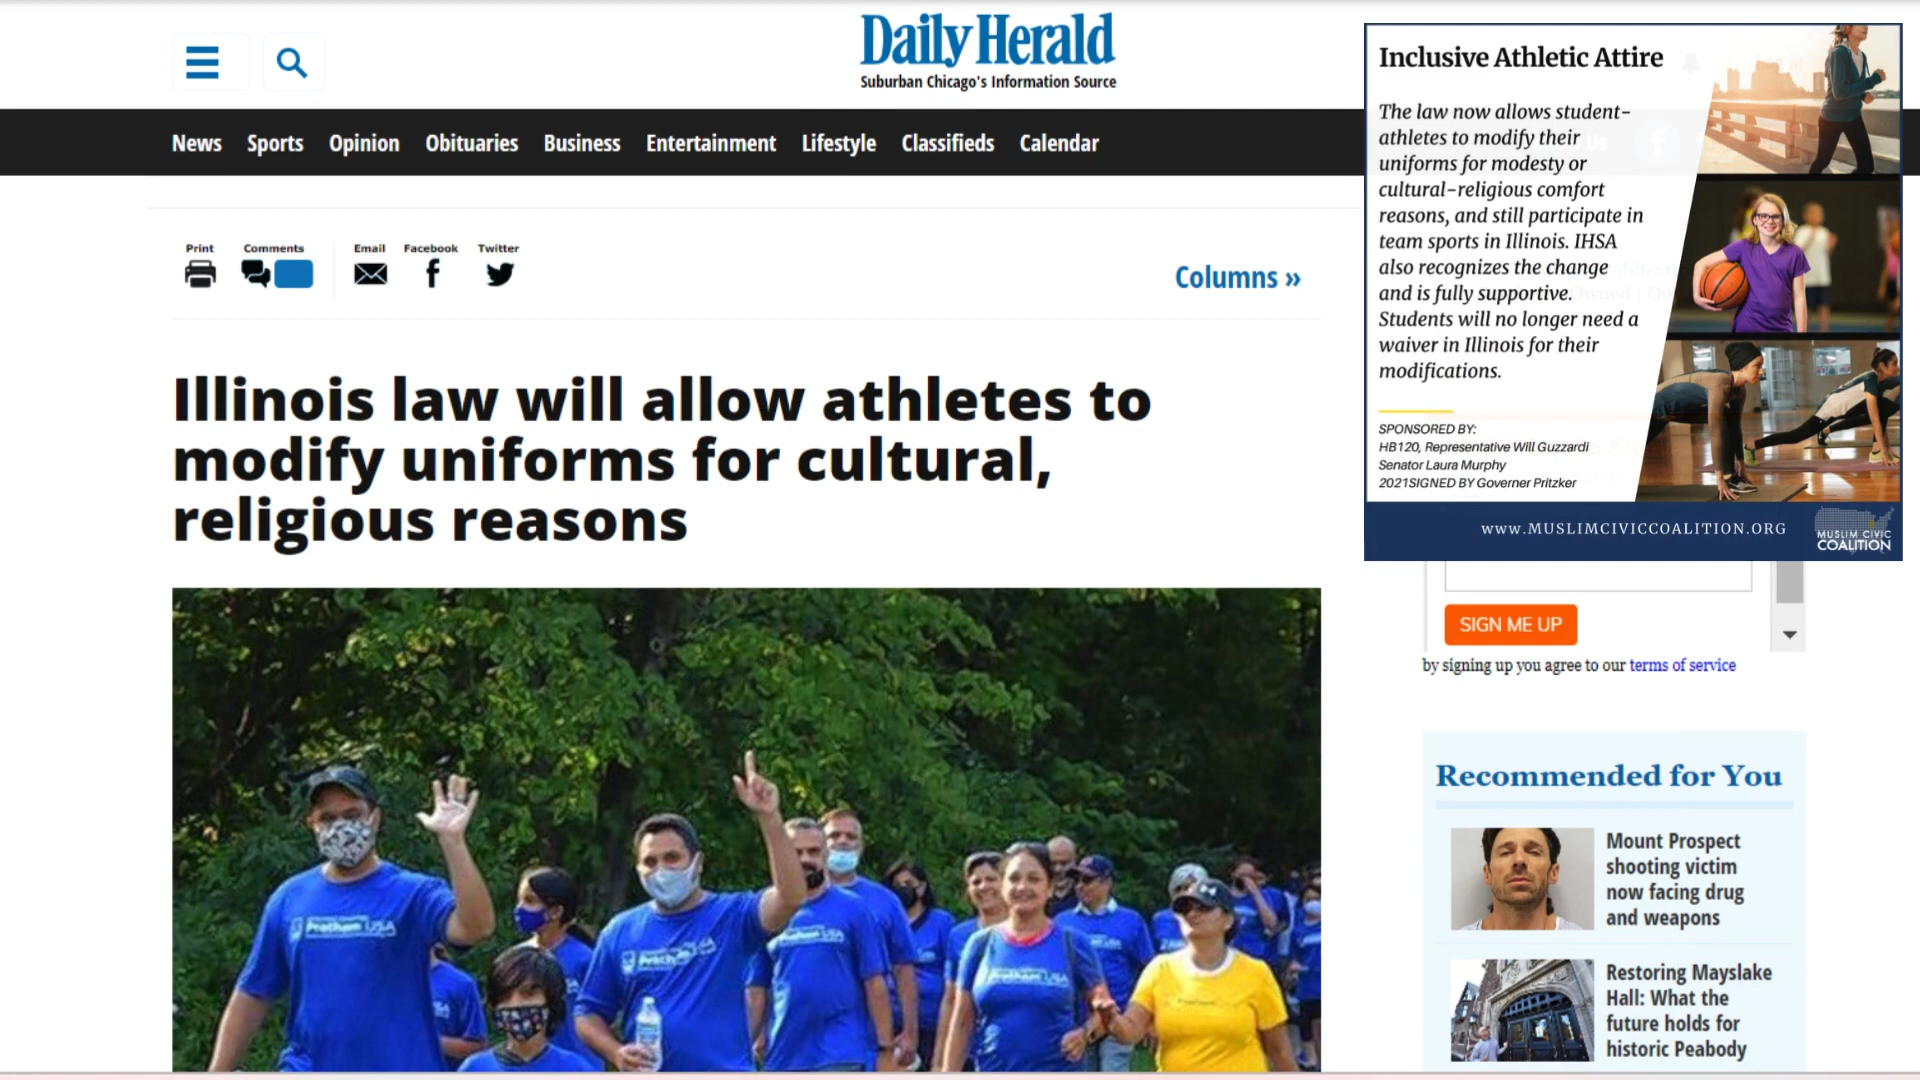 Daily Herald
Suburban Chicago's Information Source
News Sports Opinion Obituaries Business Entertainment Lifestyle Classifieds Calendar
Print Comments Email Facebook Twitter
Columns »
Illinois law will allow athletes to
modify uniforms for cultural,
religious reasons
Inclusive Athletic Attire
The law now allows student-
athletes to modify their
uniforms for modesty or
cultural-religious comfort
reasons, and still participate in
team sports in Illinois. IHSA
also recognizes the change
and is fully supportive.
Students will no longer need a
waiver in Illinois for their
modifications.
SPONSORED BY:
HB120, Representative Will Guzzardi
Senator Laura Murphy
2021SIGNED BY Governer Pritzker
www.MUSLIMCIVICCOALITION.ORG
MUSLIM CIVIC
COALITION
SIGN ME UP
by signing up you agree to our terms of service
Recommended for You
Mount Prospect
shooting victim
now facing drug
and weapons
Restoring Mayslake
Hall: What the
future holds for
historic Peabody
Pratham USA